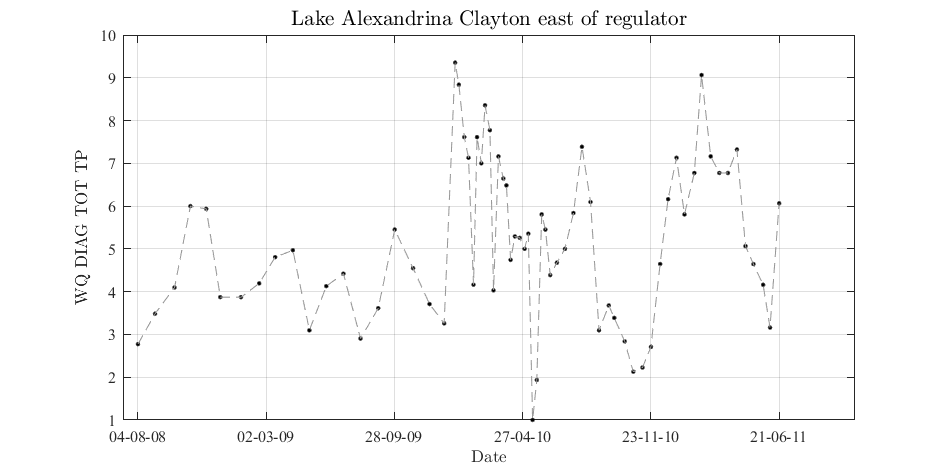 Lake Alexandrina Clayton east of regulator
WQ DIAG TOT TP
10
9
8
7
6
5
4
3
2
1
04-08-08 02-03-09 28-09-09 27-04-10 23-11-10 21-06-11
Date